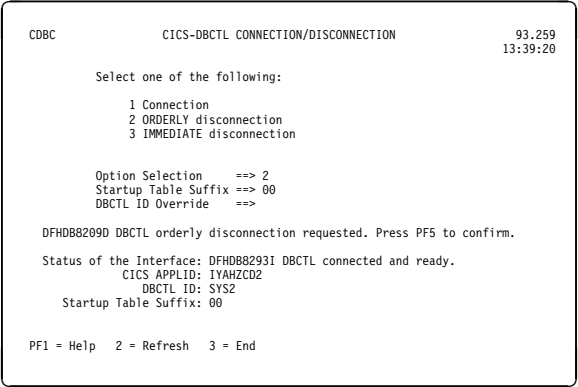 CDBC CICS-DBCTL CONNECTION/DISCONNECTION 93.259
13:39:20
Select one of the following:
1 Connection
2 ORDERLY disconnection
3 IMMEDIATE disconnection
Option Selection ==> 2
Startup Table Suffix ==> 00
DBCTL ID Override ==>
DFHDB8209D DBCTL orderly disconnection requested. Press PF5 to confirm.
Status of the Interface: DFHDB8293I DBCTL connected and ready.
CICS APPLID: IYAHZCD2
DBCTL ID: SYS2
Startup Table Suffix: 00
PF1 = Help 2 = Refresh 3 = End